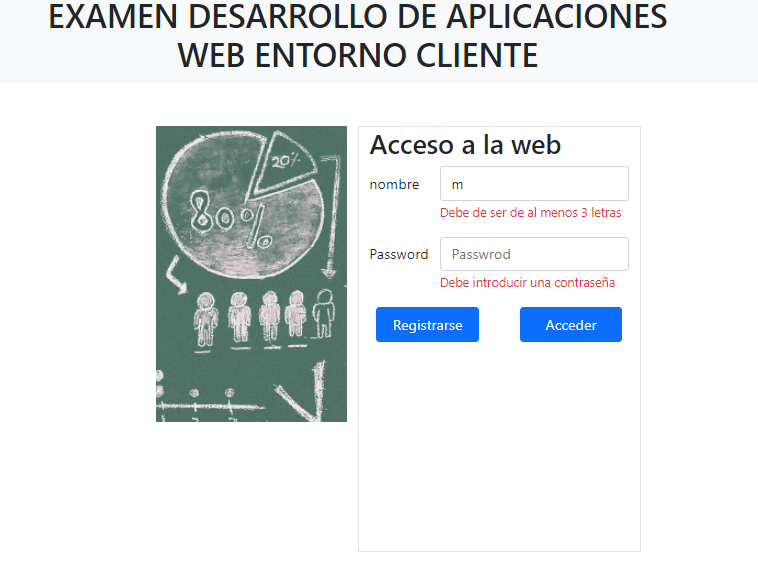 EXAMEN DESARROLLO DE APLICACIONES
WEB ENTORNO CLIENTE
20%
80%
Acceso a la web
nombre
m
Debe de ser de al menos 3 letras
Password
Passwrod
Debe introducir una contraseña
Registrarse
Acceder